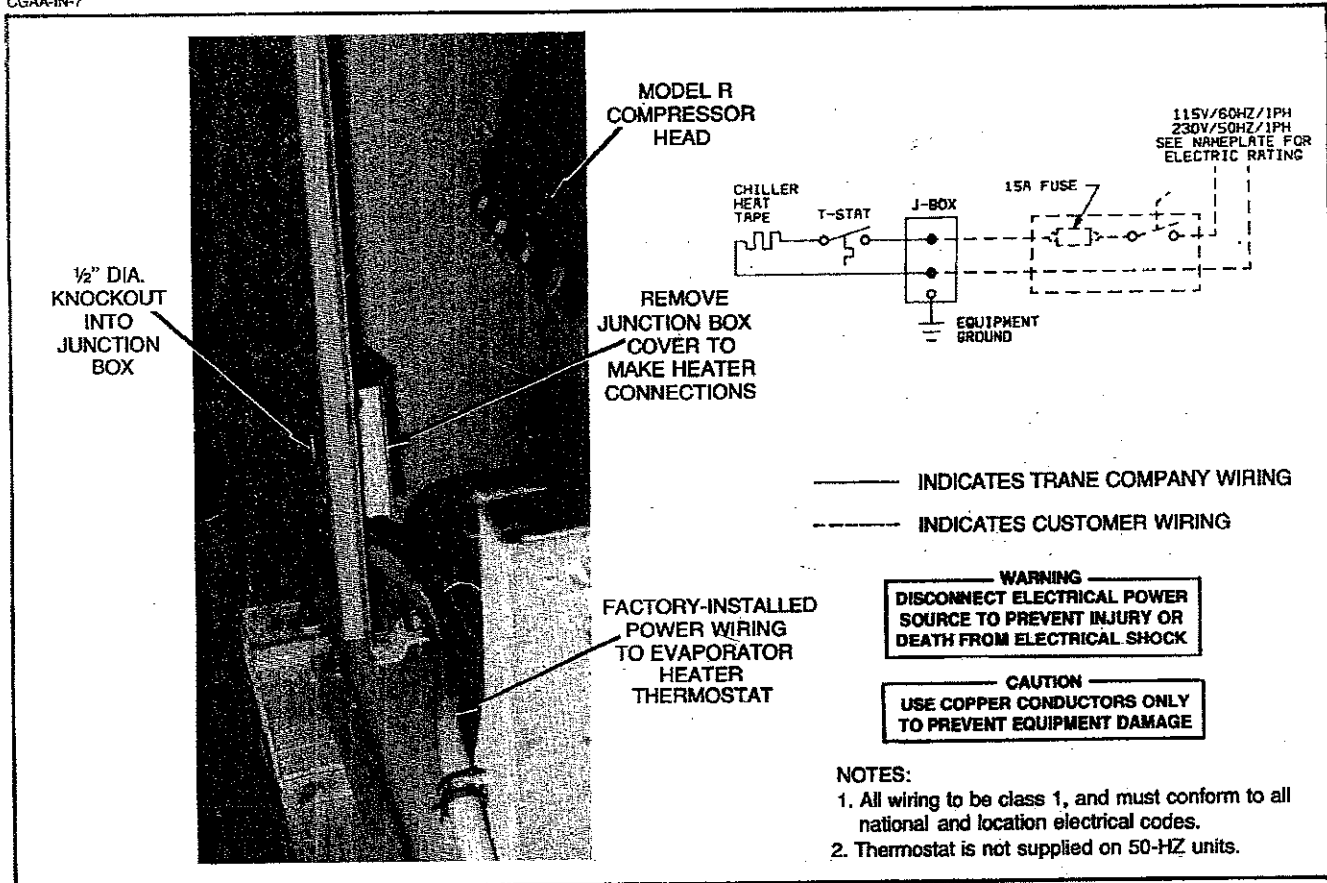 CGAA-IN-7
MODEL R
COMPRESSOR
HEAD
½" DIA.
KNOCKOUT
INTO
JUNCTION
BOX
REMOVE
JUNCTION BOX
COVER TO
MAKE HEATER
CONNECTIONS
FACTORY-INSTALLED
POWER WIRING
TO EVAPORATOR
HEATER
THERMOSTAT
115V/60HZ/1PH
230V/50HZ/1PH
SEE NAMEPLATE FOR
ELECTRIC RATING
CHILLER
HEAT
TAPE
T-STAT
J-BOX
15A FUSE
EQUIPMENT
GROUND
INDICATES TRANE COMPANY WIRING
INDICATES CUSTOMER WIRING
WARNING
DISCONNECT ELECTRICAL POWER
SOURCE TO PREVENT INJURY OR
DEATH FROM ELECTRICAL SHOCK
CAUTION
USE COPPER CONDUCTORS ONLY
TO PREVENT EQUIPMENT DAMAGE
NOTES:
1. All wiring to be class 1, and must conform to all
national and location electrical codes.
2. Thermostat is not supplied on 50-HZ units.